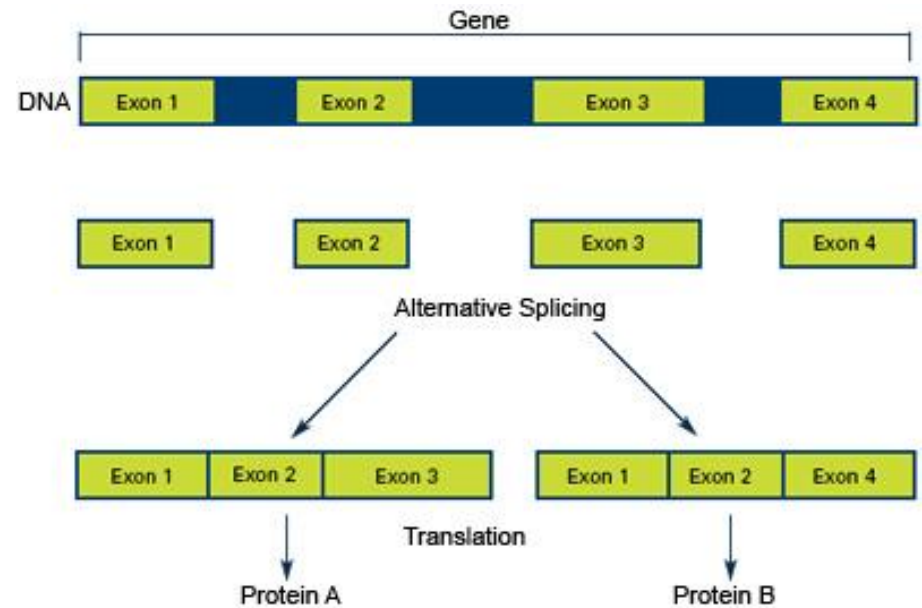 Gene
DNA Exon 1 Exon 2 Exon 3 Exon 4
Exon 1 Exon 2 Exon 3 Exon 4
Alternative Splicing
Exon 1 Exon 2 Exon 3 Exon 1 Exon 2 Exon 4
Translation
Protein A Protein B